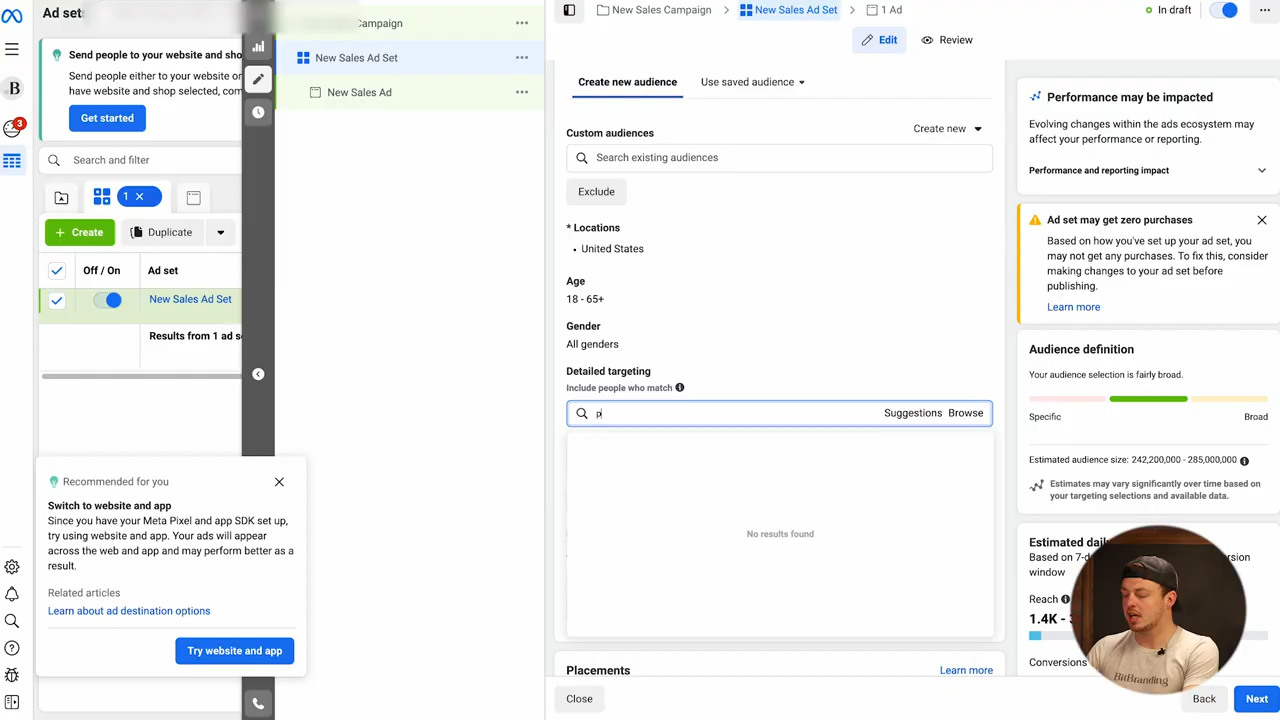 Ad set
Send people to your website and sho
Send people either to your website or
have website and shop selected, com
Get started
B
3
Search and filter
1
+ Create
Duplicate
Off / On
Ad set
New Sales Ad Set
Results from 1 ad s
Recommended for you
Switch to website and app
Since you have your Meta Pixel and app SDK set up,
try using website and app. Your ads will appear
across the web and app and may perform better as a
result.
Related articles
Learn about ad destination options
Try website and app
Campaign
New Sales Ad Set
New Sales Ad
New Sales Campaign
New Sales Ad Set
1 Ad
In draft
Edit
Review
Create new audience
Use saved audience
Custom audiences
Create new
Search existing audiences
Exclude
* Locations
• United States
Age
18 - 65+
Gender
All genders
Detailed targeting
Include people who match
p
Suggestions
Browse
No results found
Placements
Learn more
Close
Back
Next
Performance may be impacted
Evolving changes within the ads ecosystem may
affect your performance or reporting.
Performance and reporting impact
Ad set may get zero purchases
Based on how you've set up your ad set, you
may not get any purchases. To fix this, consider
making changes to your ad set before
publishing.
Learn more
Audience definition
Your audience selection is fairly broad.
Specific
Broad
Estimated audience size: 242,200,000 - 285,000,000
Estimates may vary significantly over time based on
your targeting selections and available data.
Estimated dail
Based on 7-d
ersion
window
Reach
1.4K -
Conversions
BitBranding